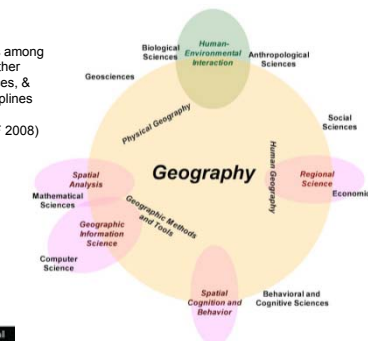 among
ther
es, &
plines
2008)
Biological
Sciences
Human-
Environmental
Interaction
Anthropological
Sciences
Geosciences
Physical Geography
Social
Sciences
Geography
Human Geography
Spatial
Analysis
Mathematical
Sciences
Regional
Science
Economic
Geographic Methods
and Tools
Geographic
Information
Science
Computer
Science
Spatial
Cognition and
Behavior
Behavioral and
Cognitive Sciences